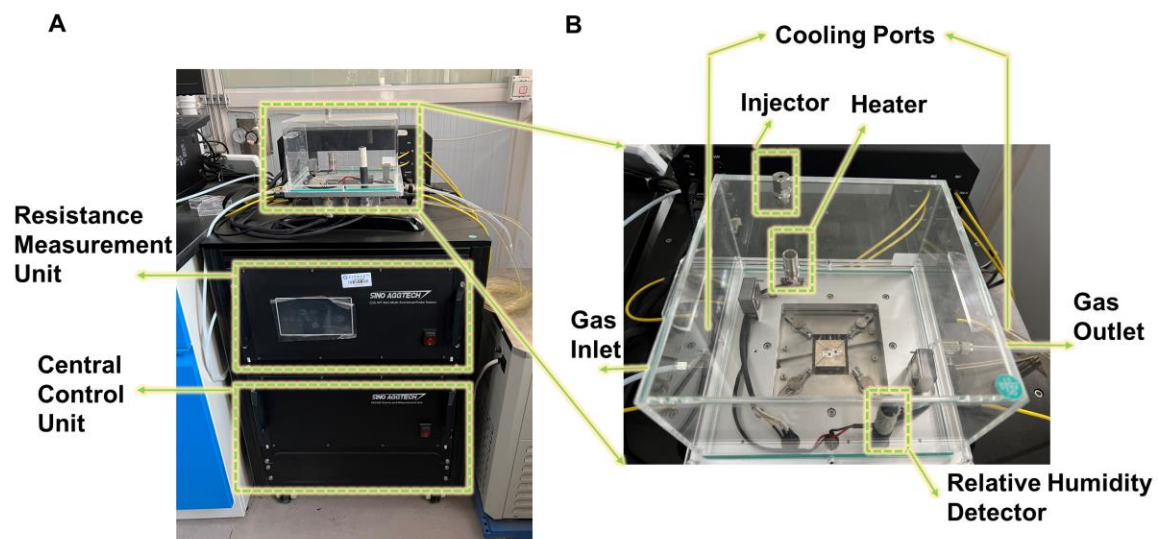 A
B
Cooling Ports
Injector
Heater
Resistance
Measurement
Unit
SINO AGGTECH
Central
Control
Unit
SINO AGGTECH
Gas
Inlet
Gas
Outlet
Relative Humidity
Detector